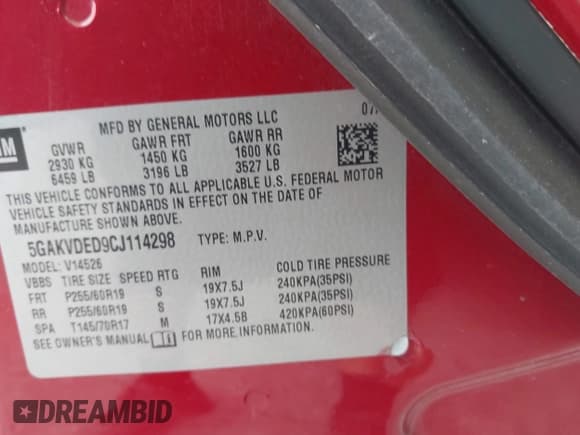 MFD BY GENERAL MOTORS LLC 07/
GM
GVWR GAWR FRT GAWR RR
2930 KG 1450 KG 1600 KG
6459 LB 3196 LB 3527 LB
THIS VEHICLE CONFORMS TO ALL APPLICABLE U.S. FEDERAL MOTOR
VEHICLE SAFETY STANDARDS IN EFFECT ON THE DATE OF
MANUFACTURE SHOWN ABOVE.
5GAKVDED9CJ114298 TYPE: M.P.V.
MODEL: V14526
VBBS TIRE SIZE SPEED RTG RIM COLD TIRE PRESSURE
FRT P255/60R19 S 19X7.5J 240KPA(35PSI)
RR P255/60R19 S 19X7.5J 240KPA(35PSI)
SPA T145/70R17 M 17X4.5B 420KPA(60PSI)
SEE OWNER'S MANUAL FOR MORE INFORMATION.
DREAMBID